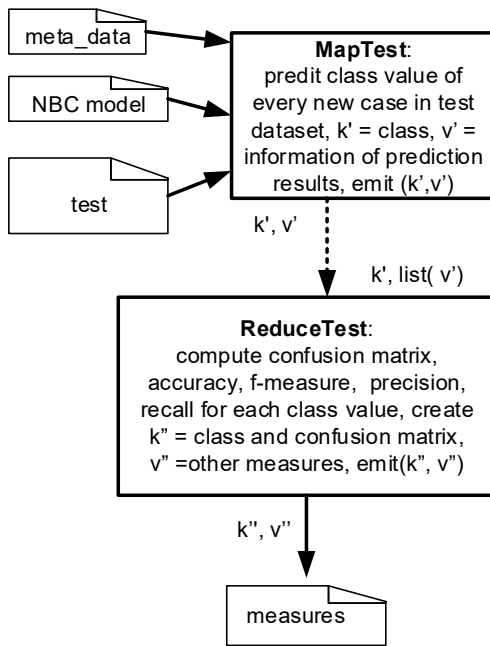 meta_data
NBC model
test
MapTest:
predit class value of
every new case in test
dataset, k' = class, v' =
information of prediction
results, emit (k’,v’)
k', v’
k’, list( v’)
ReduceTest:
compute confusion matrix,
accuracy, f-measure, precision,
recall for each class value, create
k” = class and confusion matrix,
v” =other measures, emit(k”, v”)
k'', v''
measures